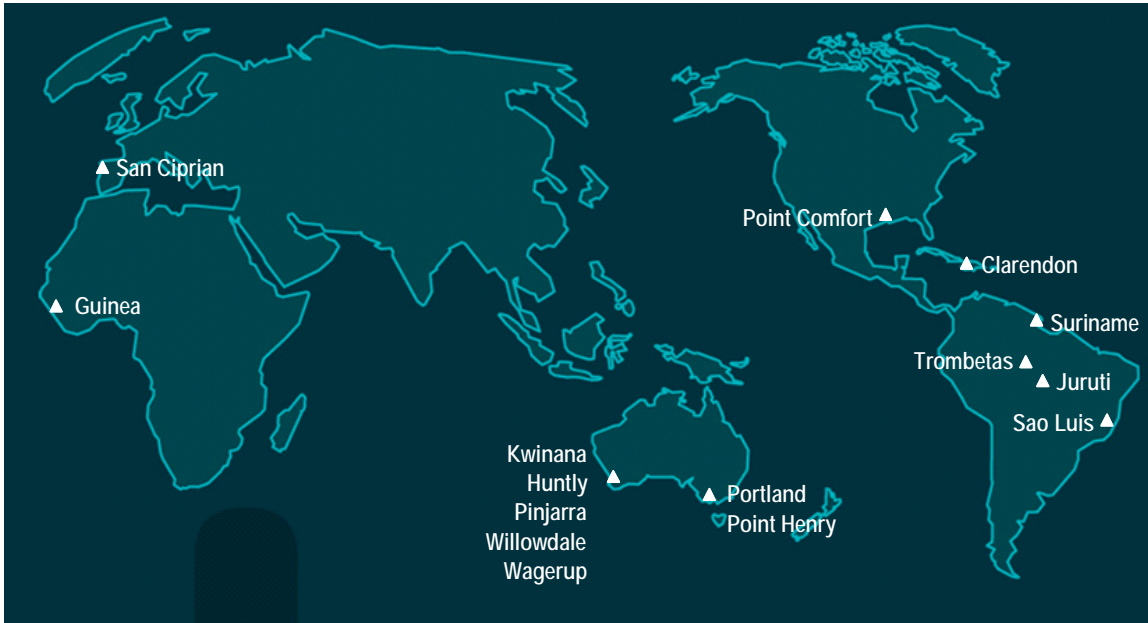 San Ciprian
Point Comfort
Clarendon
Guinea
Suriname
Trombetas
Juruti
Sao Luis
Kwinana
Huntly
Pinjarra
Willowdale
Wagerup
Portland
Point Henry